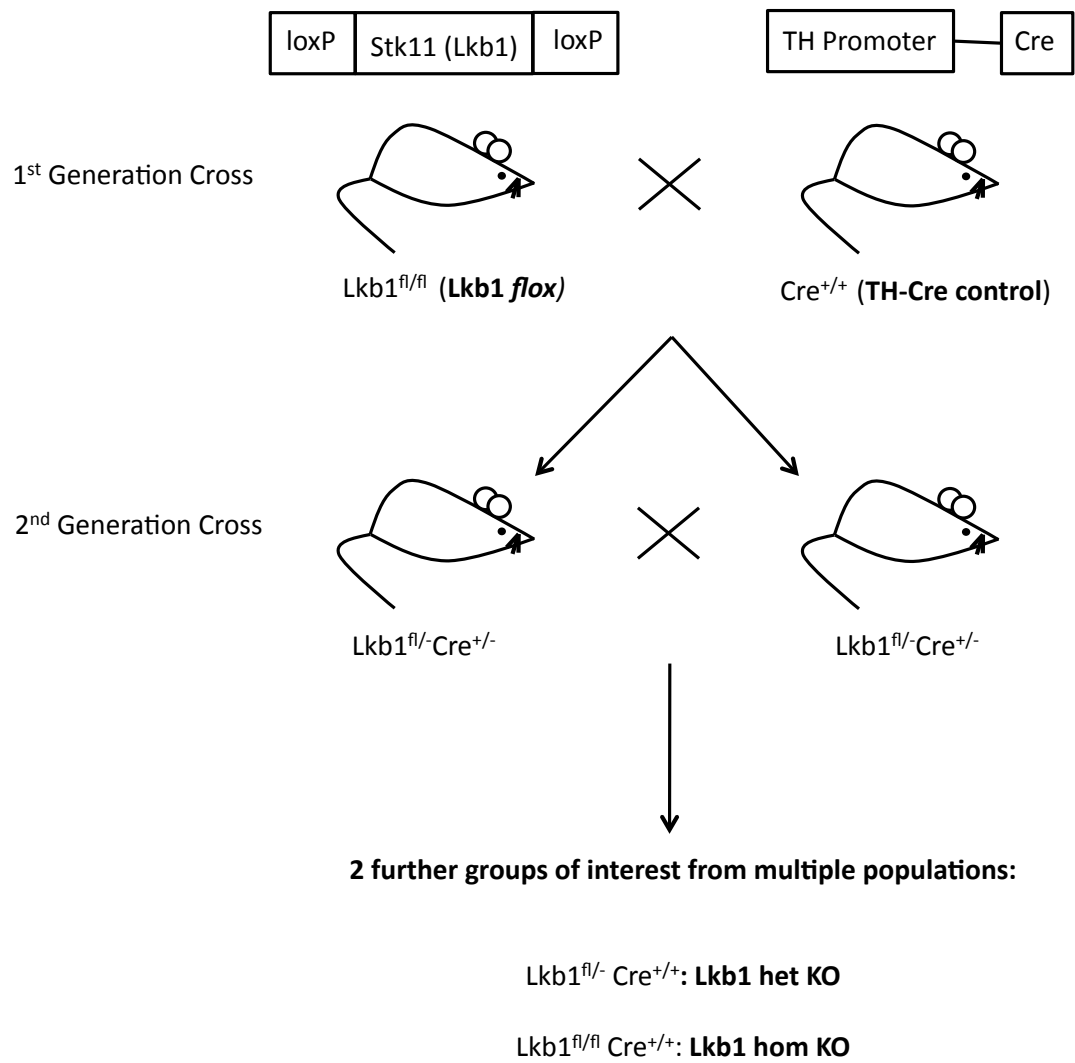 loxP Stk11 (Lkb1) loxP TH Promoter Cre
1st Generation Cross
Lkb1fl/fl (Lkb1 flox) Cre+/+ (TH-Cre control)
2nd Generation Cross
Lkb1fl/-Cre+/- Lkb1fl/-Cre+/-
2 further groups of interest from multiple populations:
Lkb1fl/- Cre+/+: Lkb1 het KO
Lkb1fl/fl Cre+/+: Lkb1 hom KO